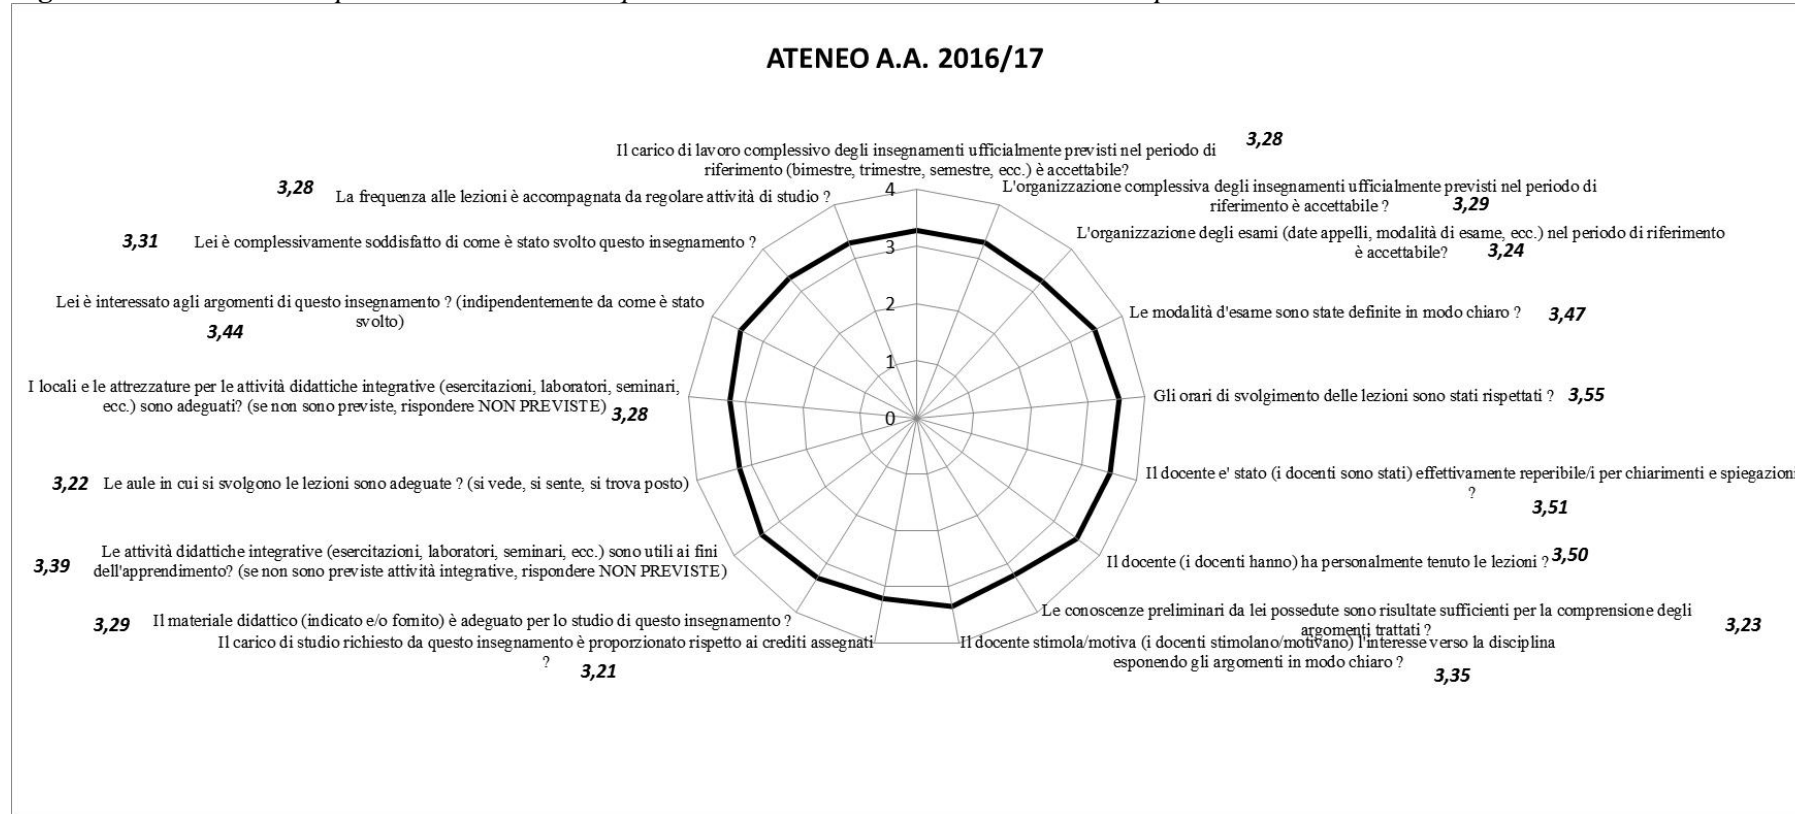 ATENEO A.A. 2016/17
3,28
Il carico di lavoro complessivo degli insegnamenti ufficialmente previsti nel periodo di
riferimento (bimestre, trimestre, semestre, ecc.) è accettabile?
L'organizzazione complessiva degli insegnamenti ufficialmente previsti nel periodo di
riferimento è accettabile ?
3,29
L'organizzazione degli esami (date appelli, modalità di esame, ecc.) nel periodo di riferimento
è accettabile?
3,24
Le modalità d'esame sono state definite in modo chiaro ?
3,47
Gli orari di svolgimento delle lezioni sono stati rispettati ?
3,55
Il docente e' stato (i docenti sono stati) effettivamente reperibile/i per chiarimenti e spiegazioni
?
3,51
Il docente (i docenti hanno) ha personalmente tenuto le lezioni ?
3,50
Le conoscenze preliminari da lei possedute sono risultate sufficienti per la comprensione degli
argomenti trattati ?
3,23
Il docente stimola/motiva (i docenti stimolano/motivano) l'interesse verso la disciplina
esponendo gli argomenti in modo chiaro ?
3,35
Il carico di studio richiesto da questo insegnamento è proporzionato rispetto ai crediti assegnati
?
3,21
3,29
Il materiale didattico (indicato e/o fornito) è adeguato per lo studio di questo insegnamento ?
3,39
Le attività didattiche integrative (esercitazioni, laboratori, seminari, ecc.) sono utili ai fini
dell'apprendimento? (se non sono previste attività integrative, rispondere NON PREVISTE)
3,22
Le aule in cui si svolgono le lezioni sono adeguate ? (si vede, si sente, si trova posto)
I locali e le attrezzature per le attività didattiche integrative (esercitazioni, laboratori, seminari,
ecc.) sono adeguati? (se non sono previste, rispondere NON PREVISTE)
3,28
Lei è interessato agli argomenti di questo insegnamento ? (indipendentemente da come è stato
svolto)
3,44
3,31
Lei è complessivamente soddisfatto di come è stato svolto questo insegnamento ?
3,28
La frequenza alle lezioni è accompagnata da regolare attività di studio ?
4
3
2
1
0